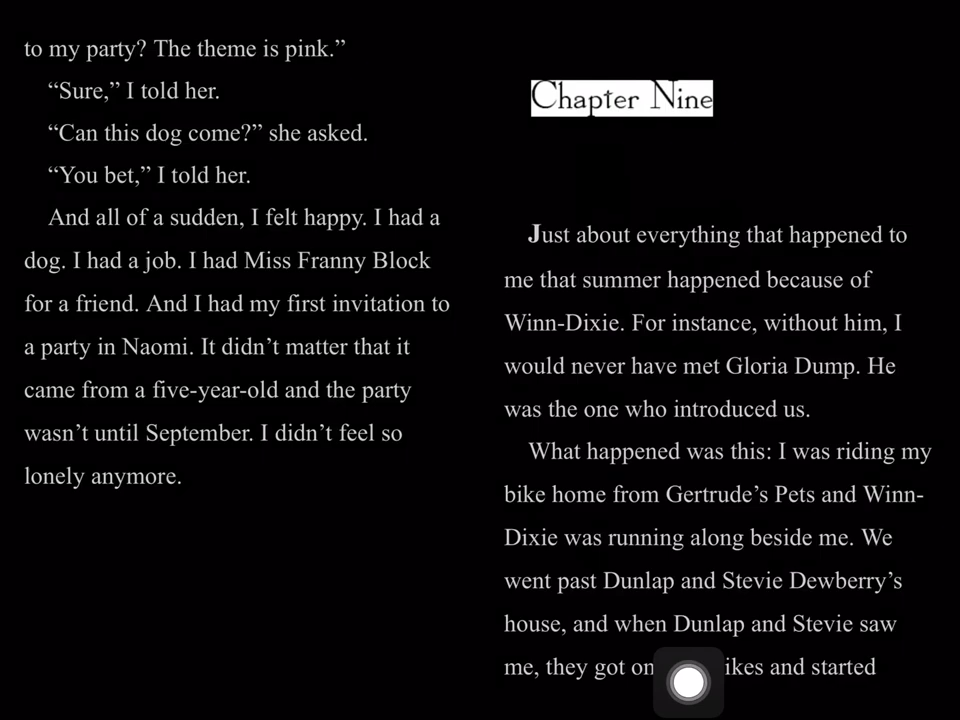 to my party? The theme is pink.”
“Sure,” I told her.
“Can this dog come?” she asked.
“You bet,” I told her.
And all of a sudden, I felt happy. I had a
dog. I had a job. I had Miss Franny Block
for a friend. And I had my first invitation to
a party in Naomi. It didn’t matter that it
came from a five-year-old and the party
wasn’t until September. I didn’t feel so
lonely anymore.
Chapter Nine
Just about everything that happened to
me that summer happened because of
Winn-Dixie. For instance, without him, I
would never have met Gloria Dump. He
was the one who introduced us.
What happened was this: I was riding my
bike home from Gertrude’s Pets and Winn-
Dixie was running along beside me. We
went past Dunlap and Stevie Dewberry’s
house, and when Dunlap and Stevie saw
me, they got on and started